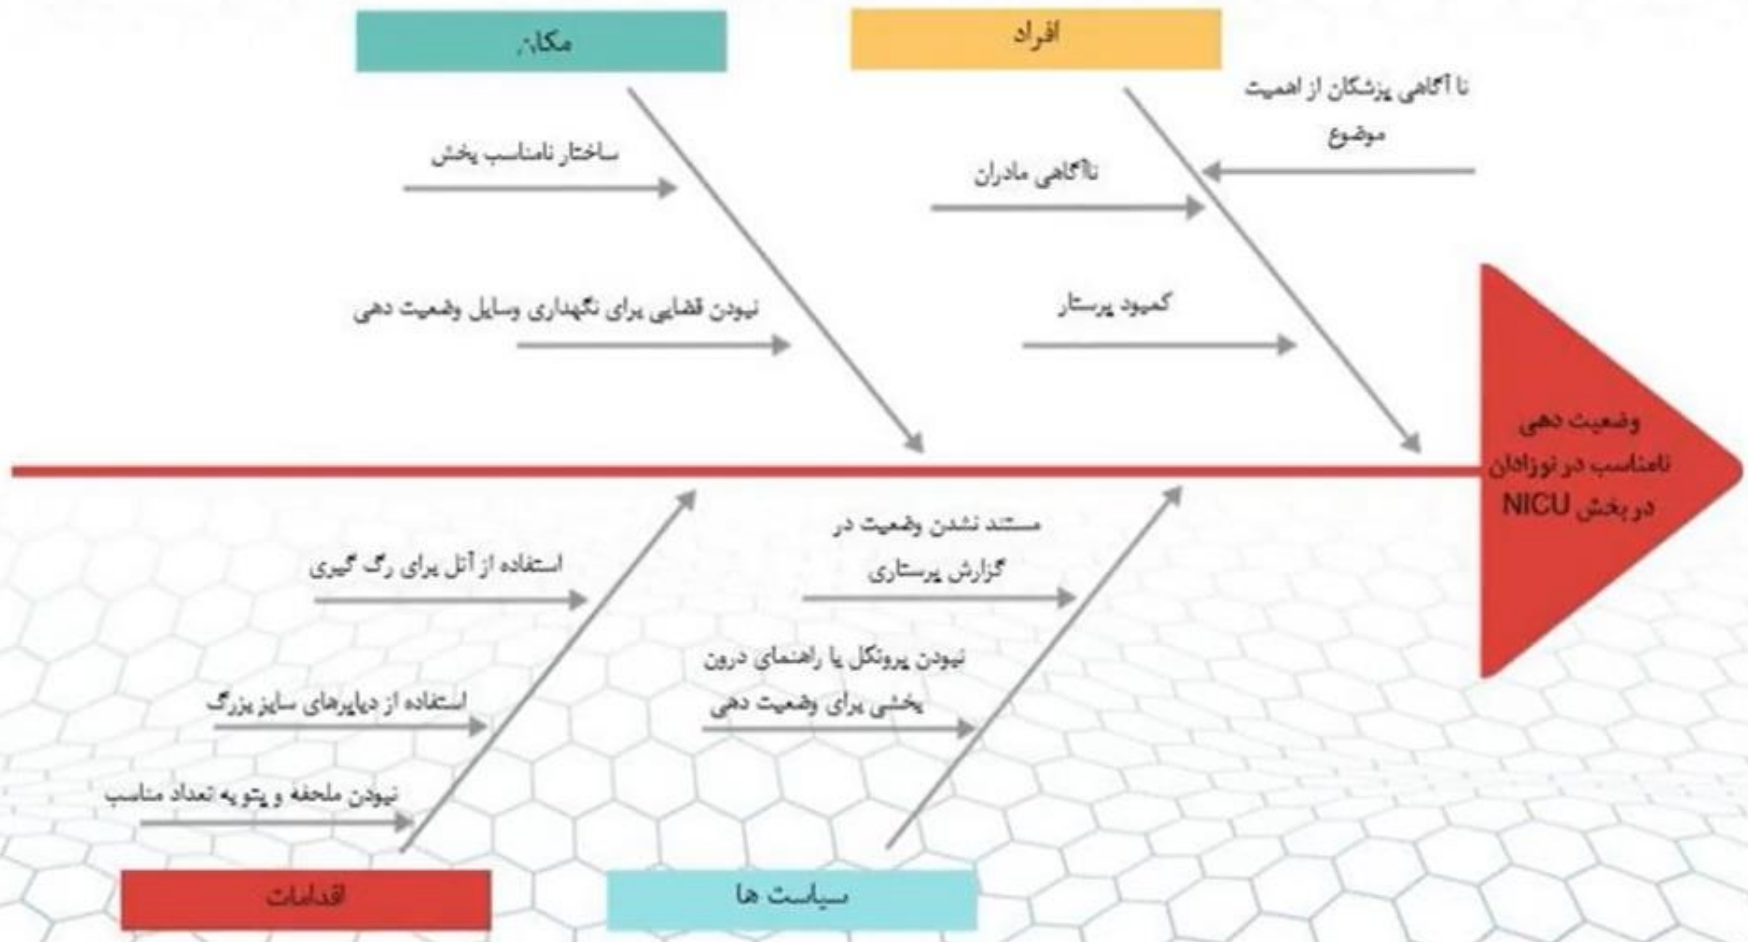 افراد
مکان
نا آگاهی پزشکان از اهمیت
موضوع
ناآگاهی مادران
کمبود پرستار
ساختار نامناسب بخش
نبودن فضایی برای نگهداری وسایل وضعیت دهی
وضعیت دهی
نامناسب در نوزادان
در بخش NICU
مستند نشدن وضعیت در
گزارش پرستاری
نبودن پروتکل یا راهنمای درون
بخشی برای وضعیت دهی
استفاده از آتل برای رگ گیری
استفاده از دیاپرهای سایز بزرگ
نبودن ملحفه و پتو به تعداد مناسب
سیاست ها
اقدامات